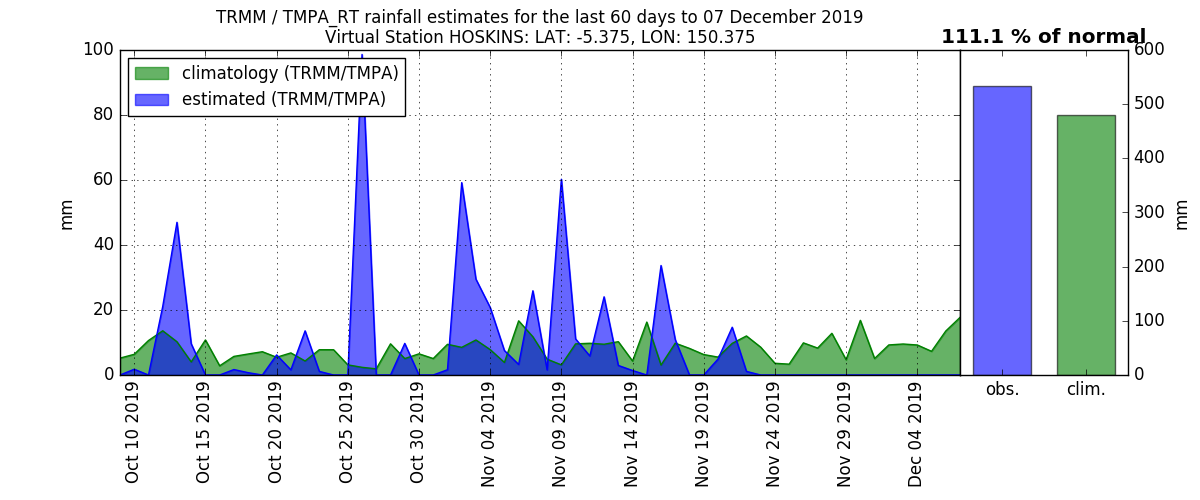 TRMM / TMPA_RT rainfall estimates for the last 60 days to 07 December 2019
Virtual Station HOSKINS: LAT: -5.375, LON: 150.375
111.1 % of normal
climatology (TRMM/TMPA)
estimated (TRMM/TMPA)
mm
100
80
60
40
20
0
Oct 10 2019
Oct 15 2019
Oct 20 2019
Oct 25 2019
Oct 30 2019
Nov 04 2019
Nov 09 2019
Nov 14 2019
Nov 19 2019
Nov 24 2019
Nov 29 2019
Dec 04 2019
600
500
400
300
200
100
0
mm
obs.
clim.